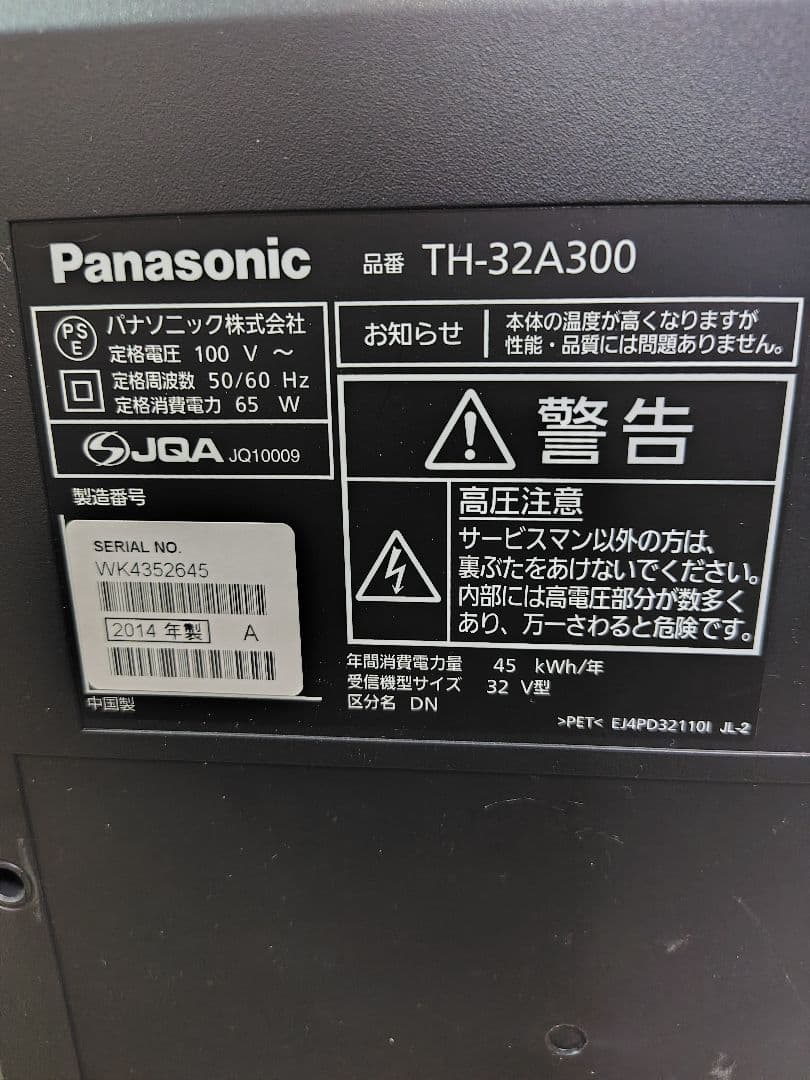 Panasonic
品番 TH-32A300
PSE
パナソニック株式会社
定格電圧 100 V ～
定格周波数 50/60 Hz
定格消費電力 65 W
JQA JQ10009
製造番号
SERIAL NO.
WK4352645
2014 年製 A
中国製
お知らせ
本体の温度が高くなりますが
性能・品質には問題ありません。
警告
高圧注意
サービスマン以外の方は、
裏ぶたをあけないでください。
内部には高電圧部分が数多く
あり、万一さわると危険です。
年間消費電力量 45 kWh/年
受信機型サイズ 32 V型
区分名 DN
>PET< EJ4PD32110I JL-2